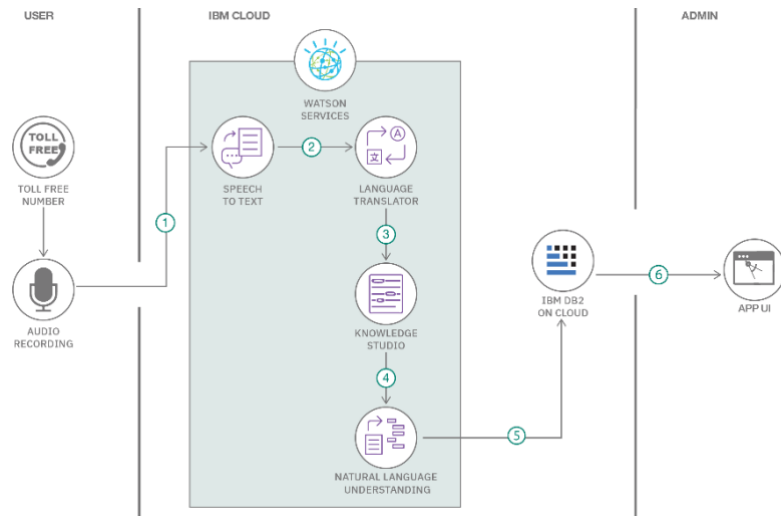 USER
IBM CLOUD
ADMIN
WATSON
SERVICES
TOLL
FREE
TOLL FREE
NUMBER
1
AUDIO
RECORDING
SPEECH
TO TEXT
2
A
文
LANGUAGE
TRANSLATOR
3
KNOWLEDGE
STUDIO
4
NATURAL LANGUAGE
UNDERSTANDING
5
IBM DB2
ON CLOUD
6
APP UI